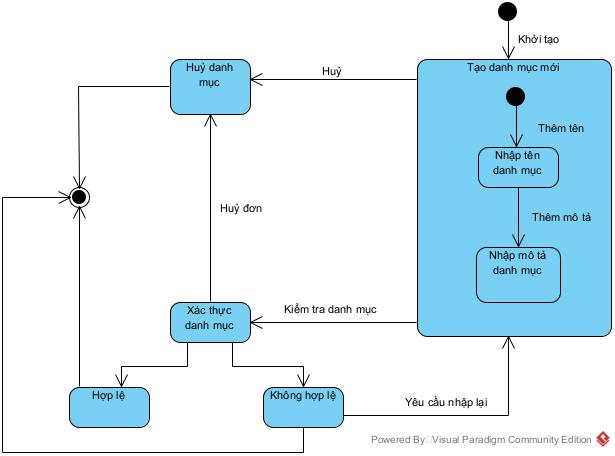 Khởi tạo
Tạo danh mục mới
Huỷ danh
mục
Huỷ
Thêm tên
Nhập tên
danh mục
Thêm mô tả
Nhập mô tả
danh mục
Huỷ đơn
Xác thực
danh mục
Kiểm tra danh mục
Hợp lệ
Không hợp lệ
Yêu cầu nhập lại
Powered By Visual Paradigm Community Edition